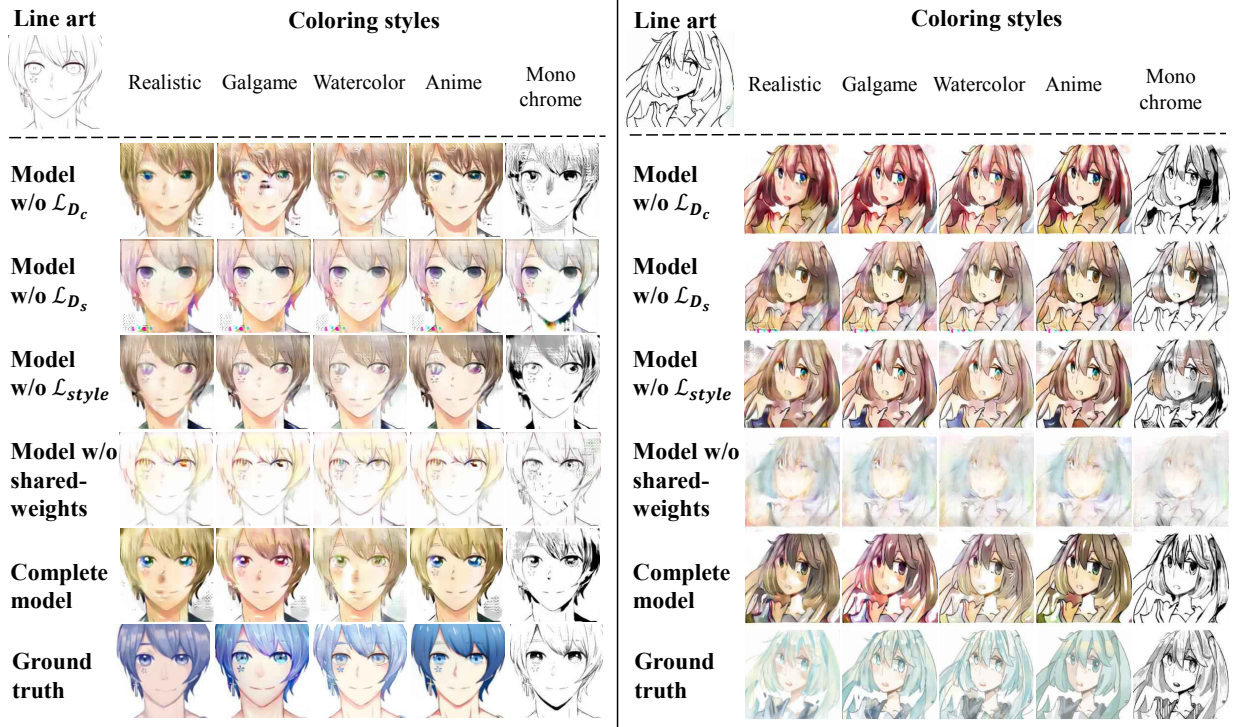 Line art
Coloring styles
Realistic Galgame Watercolor Anime Mono
chrome
Model
w/o ℒ_{D_c}
Model
w/o ℒ_{D_s}
Model
w/o ℒ_{style}
Model w/o
shared-
weights
Complete
model
Ground
truth
Line art
Coloring styles
Realistic Galgame Watercolor Anime Mono
chrome
Model
w/o ℒ_{D_c}
Model
w/o ℒ_{D_s}
Model
w/o ℒ_{style}
Model w/o
shared-
weights
Complete
model
Ground
truth